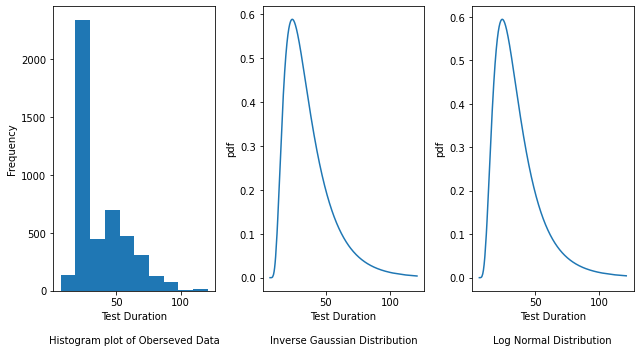 Frequency
2000
1500
1000
500
0
50
100
Test Duration
Histogram plot of Oberseved Data
pdf
0.6
0.5
0.4
0.3
0.2
0.1
0.0
50
100
Test Duration
Inverse Gaussian Distribution
pdf
0.6
0.5
0.4
0.3
0.2
0.1
0.0
50
100
Test Duration
Log Normal Distribution